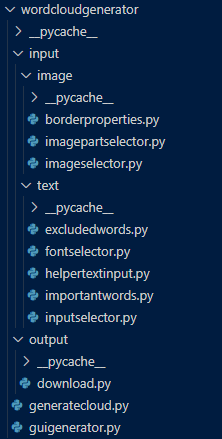 wordcloudgenerator
__pycache__
input
image
__pycache__
borderproperties.py
imagepartselector.py
imageselector.py
text
__pycache__
excludedwords.py
fontselector.py
helpertextinput.py
importantwords.py
inputselector.py
output
__pycache__
download.py
generatecloud.py
guigenerator.py